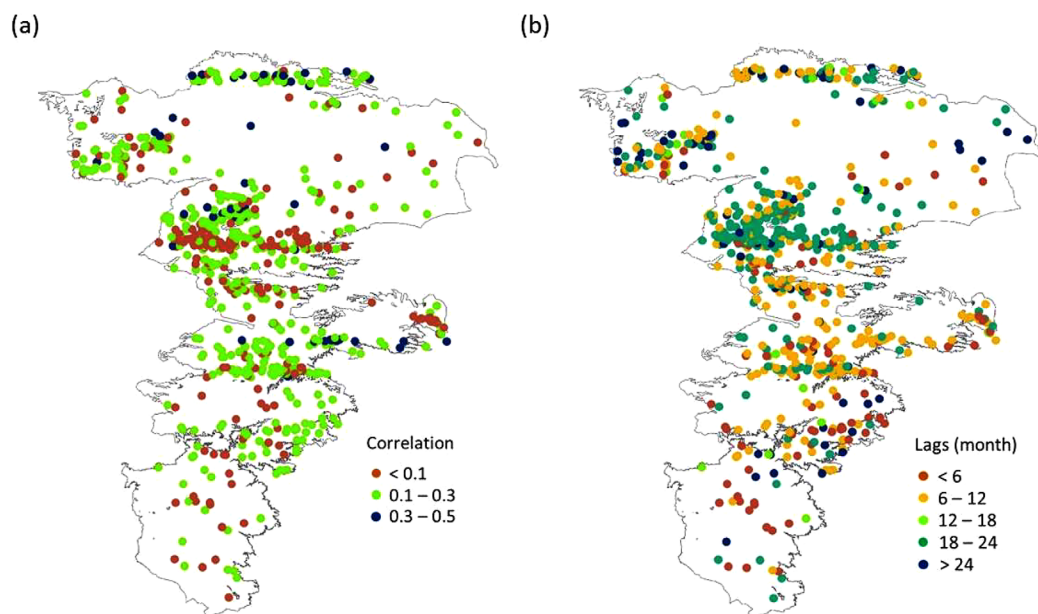 (a)
(b)
Correlation
< 0.1
0.1 – 0.3
0.3 – 0.5
Lags (month)
< 6
6 – 12
12 – 18
18 – 24
> 24